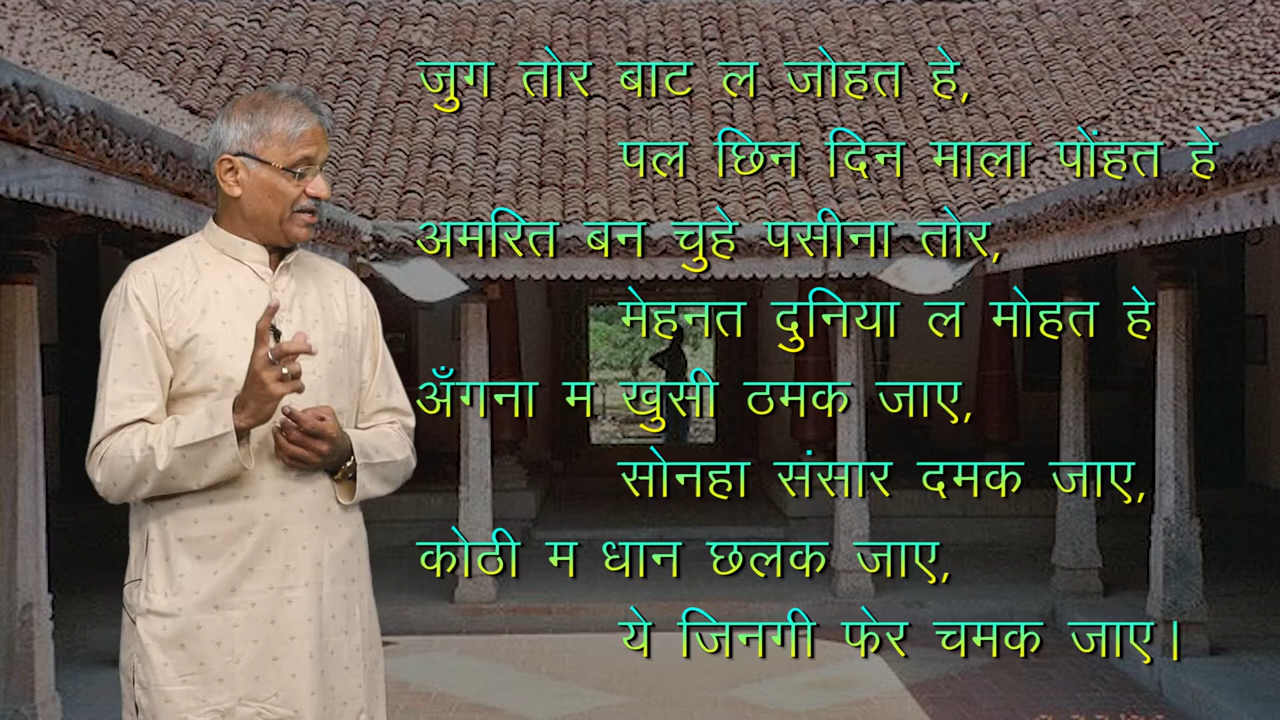 जुग तोर बाट ल जोहत हे,
पल छिन दिन माला पोंहत हे
अमरित बन चुहे पसीना तोर,
मेहनत दुनिया ल मोहत हे
अँगना म खुसी ठमक जाए,
सोनहा संसार दमक जाए,
कोठी म धान छलक जाए,
ये जिनगी फेर चमक जाए।